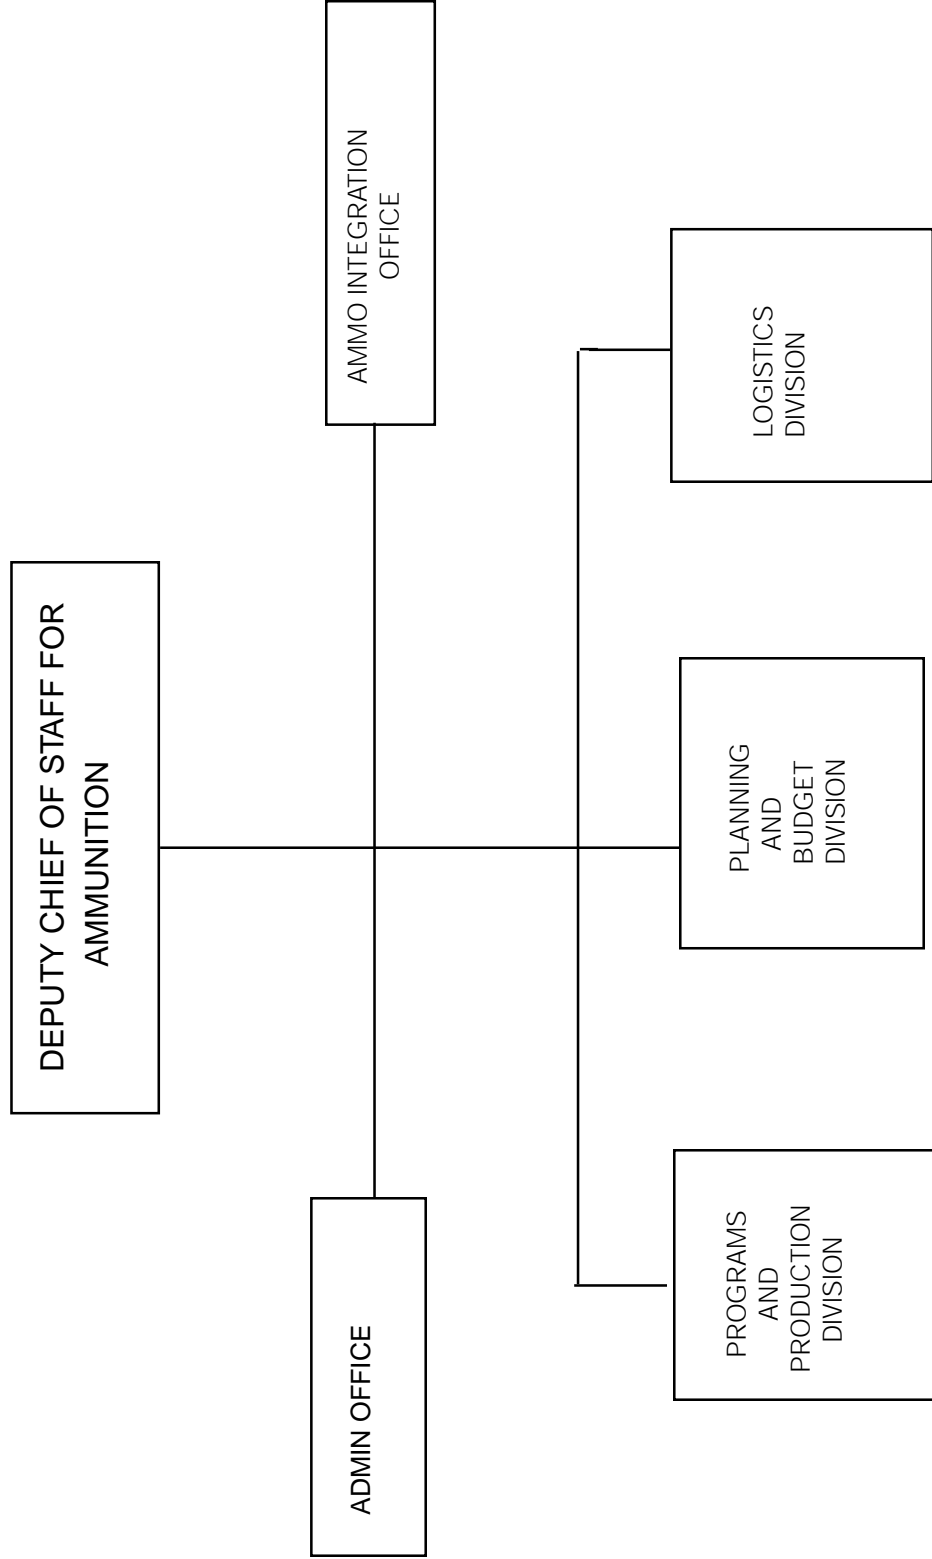 DEPUTY CHIEF OF STAFF FOR
AMMUNITION
ADMIN OFFICE
AMMO INTEGRATION
OFFICE
PROGRAMS
AND
PRODUCTION
DIVISION
PLANNING
AND
BUDGET
DIVISION
LOGISTICS
DIVISION